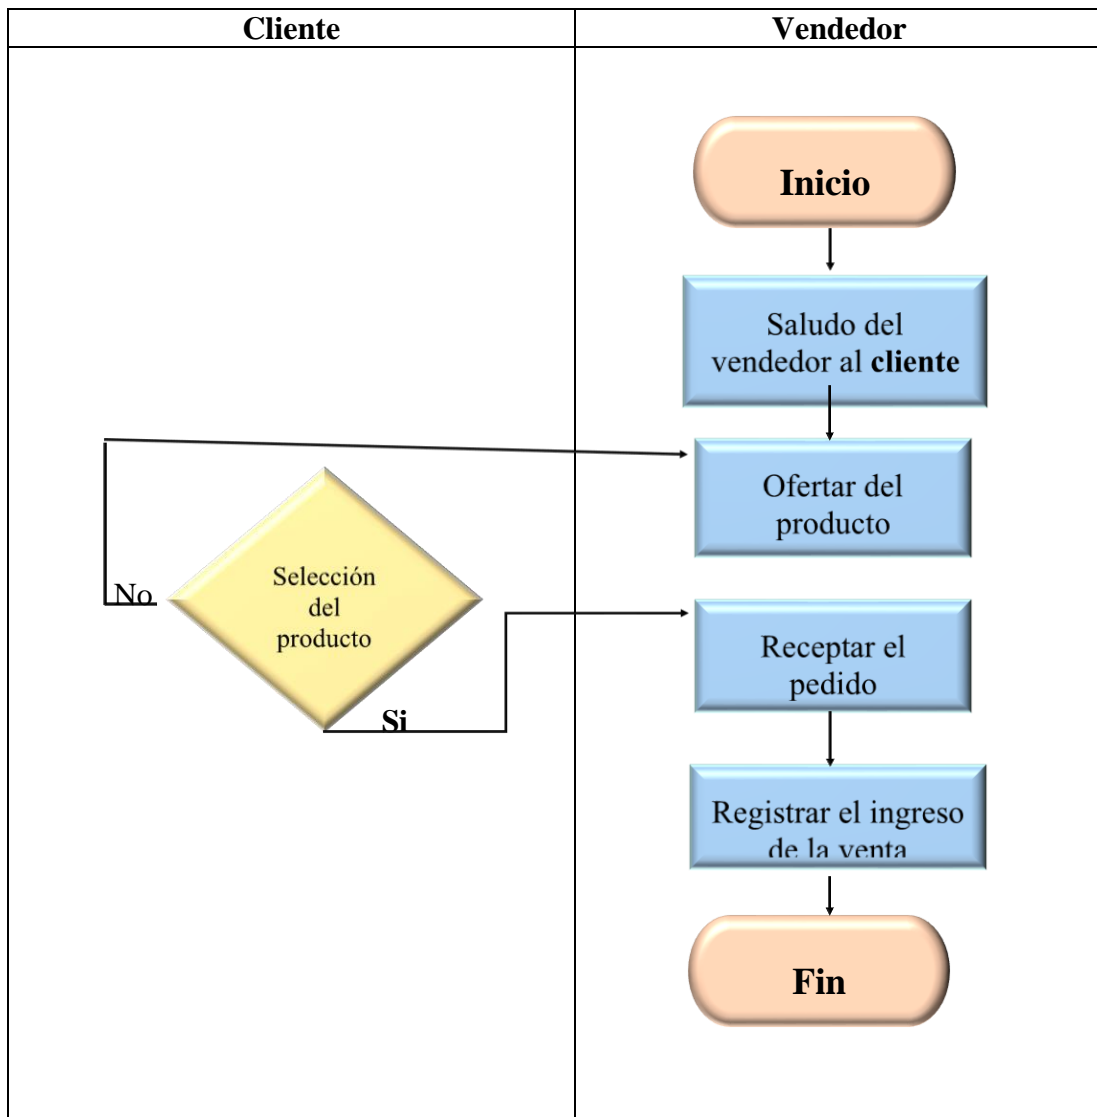 Cliente
Vendedor
Inicio
Saludo del
vendedor al cliente
Ofertar del
producto
No
Selección
del
producto
Si
Receptar el
pedido
Registrar el ingreso
de la venta
Fin